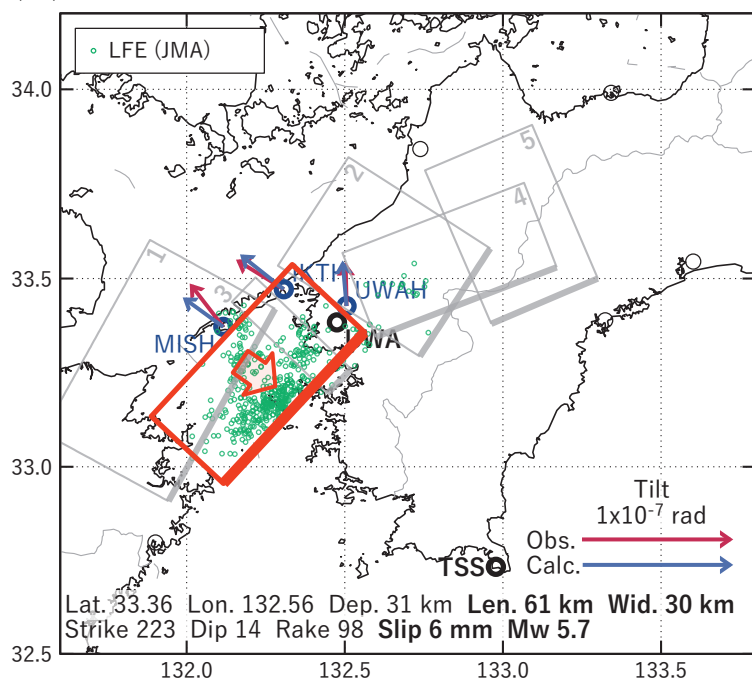 LFE (JMA)
34.0
33.5
33.0
32.5
132.0 132.5 133.0 133.5
1
2
3
4
5
KTH
UWAH
MISH
UWA
TSS
Tilt
1x10⁻⁷ rad
Obs.
Calc.
Lat. 33.36 Lon. 132.56 Dep. 31 km Len. 61 km Wid. 30 km
Strike 223 Dip 14 Rake 98 Slip 6 mm Mw 5.7